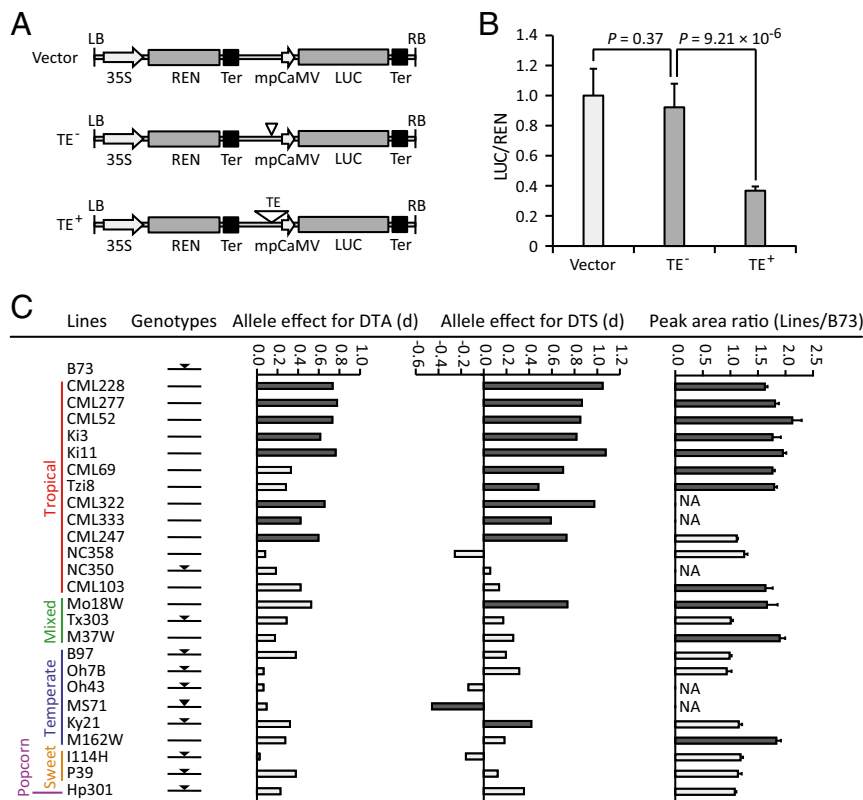 A
LB RB
Vector
35S REN Ter mpCaMV LUC Ter
LB RB
TE-
35S REN Ter mpCaMV LUC Ter
LB TE RB
TE+
35S REN Ter mpCaMV LUC Ter
B
P = 0.37 P = 9.21 × 10-6
LUC/REN
1.4
1.2
1.0
0.8
0.6
0.4
0.2
0
Vector TE- TE+
C
Lines Genotypes Allele effect for DTA (d) Allele effect for DTS (d) Peak area ratio (Lines/B73)
0.0 0.2 0.4 0.6 0.8 1.0 -0.6 -0.4 -0.2 0.0 0.2 0.4 0.6 0.8 1.0 1.2 0.0 0.5 1.0 1.5 2.0 2.5
B73
Tropical
CML228
CML277
CML52
Ki3
Ki11
CML69
Tzi8
CML322 NA
CML333 NA
CML247
NC358
NC350 NA
CML103
Mixed
Mo18W
Tx303
M37W
Temperate
B97
Oh7B
Oh43 NA
MS71 NA
Ky21
M162W
Sweet
I114H
P39
Popcorn
Hp301